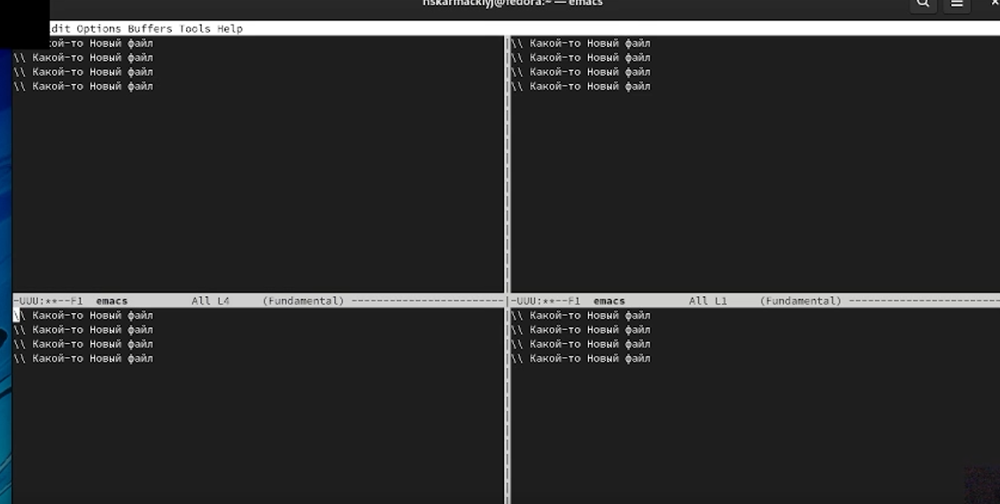 @fedora:~ — emacs
dit Options Buffers Tools Help
кой-то Новый файл
\\ Какой-то Новый файл
\\ Какой-то Новый файл
\\ Какой-то Новый файл
\\ Какой-то Новый файл
\\ Какой-то Новый файл
\\ Какой-то Новый файл
\\ Какой-то Новый файл
-UUU:**--F1 emacs All L4 (Fundamental) ------------------------
-UUU:**--F1 emacs All L1 (Fundamental) ------------------------
\\ Какой-то Новый файл
\\ Какой-то Новый файл
\\ Какой-то Новый файл
\\ Какой-то Новый файл
\\ Какой-то Новый файл
\\ Какой-то Новый файл
\\ Какой-то Новый файл
\\ Какой-то Новый файл